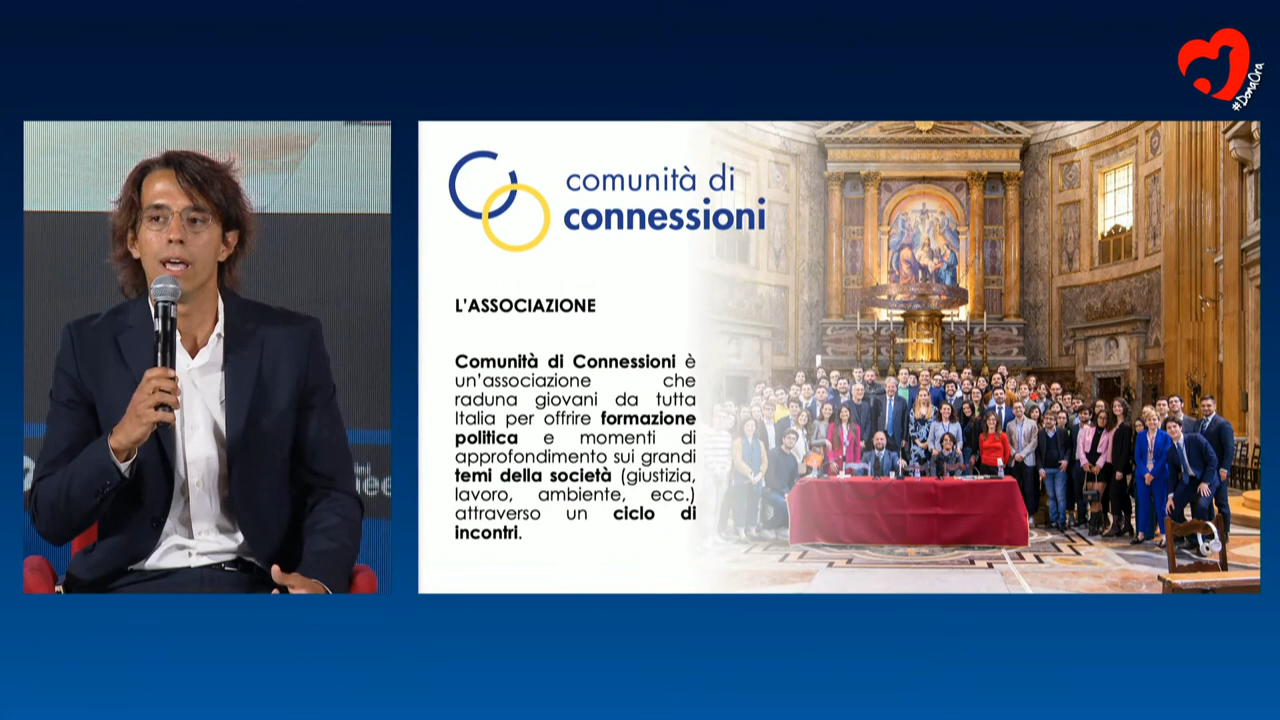 #DonaOra
comunità di
connessioni
L'ASSOCIAZIONE
Comunità di Connessioni è
un'associazione che
raduna giovani da tutta
Italia per offrire formazione
politica e momenti di
approfondimento sui grandi
temi della società (giustizia,
lavoro, ambiente, ecc.)
attraverso un ciclo di
incontri.